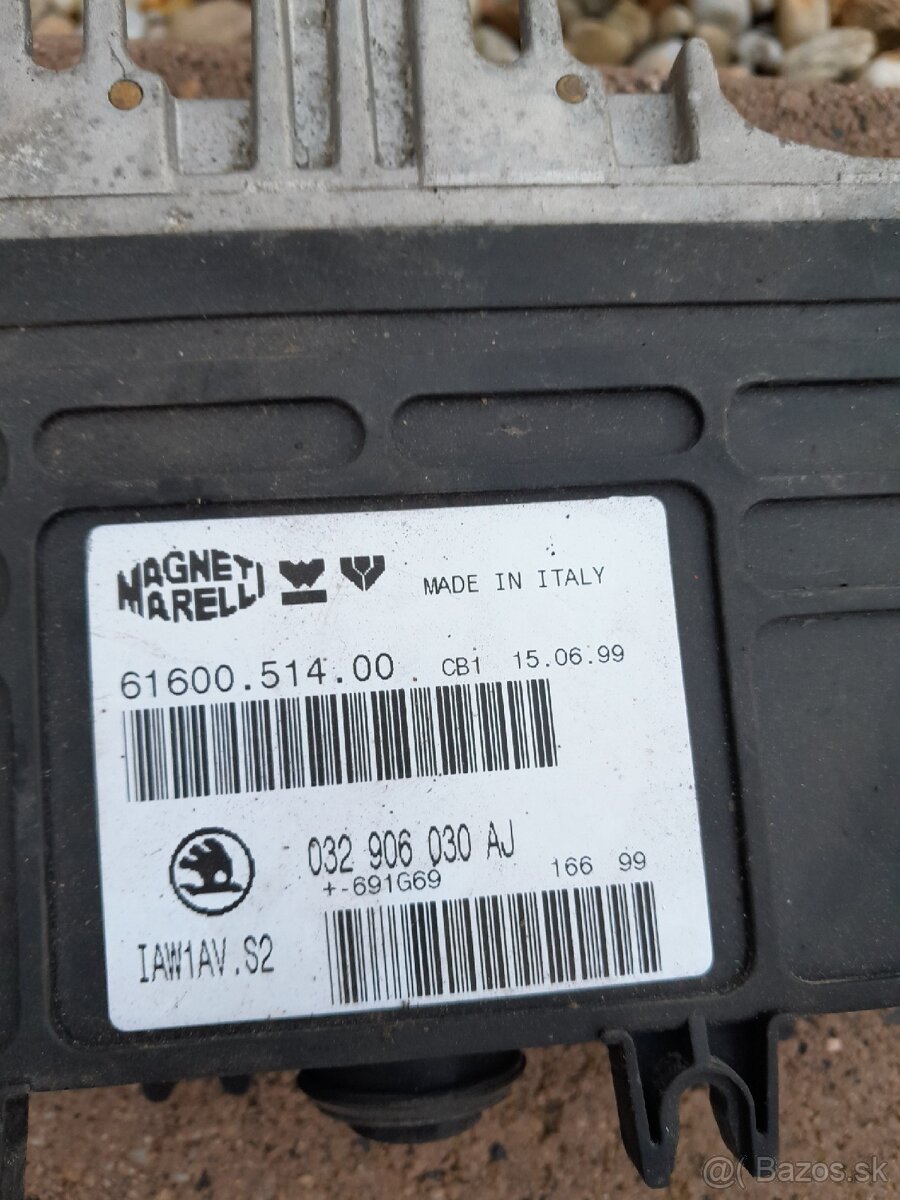 MAGNETI MARELLI
MADE IN ITALY
61600.514.00 CB1 15.06.99
032 906 030 AJ
+-691G69 166 99
IAW1AV.S2
@( Bazos.sk